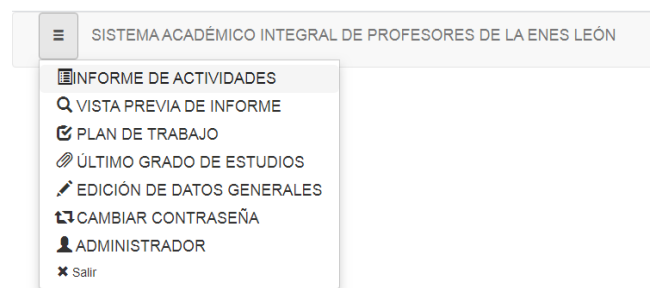 SISTEMA ACADÉMICO INTEGRAL DE PROFESORES DE LA ENES LEÓN
INFORME DE ACTIVIDADES
VISTA PREVIA DE INFORME
PLAN DE TRABAJO
ÚLTIMO GRADO DE ESTUDIOS
EDICIÓN DE DATOS GENERALES
CAMBIAR CONTRASEÑA
ADMINISTRADOR
Salir